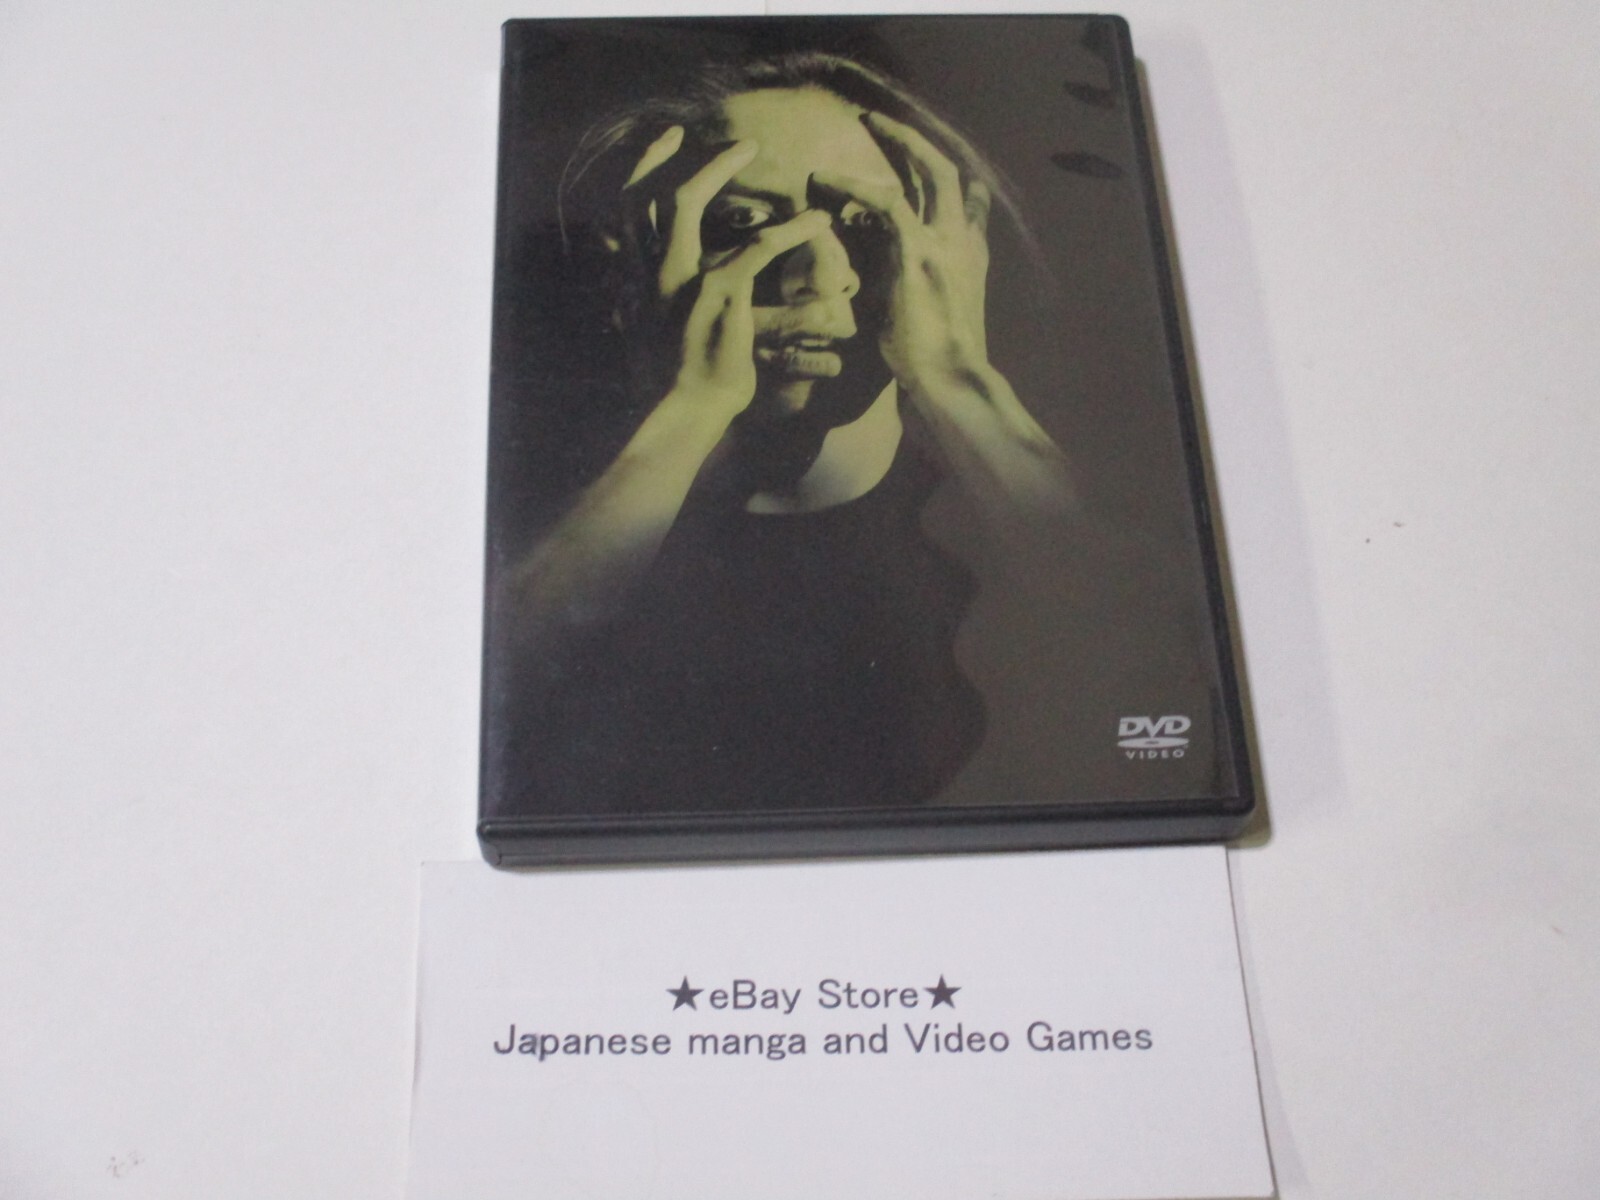 DVD
VIDEO
★eBay Store★
Japanese manga and Video Games